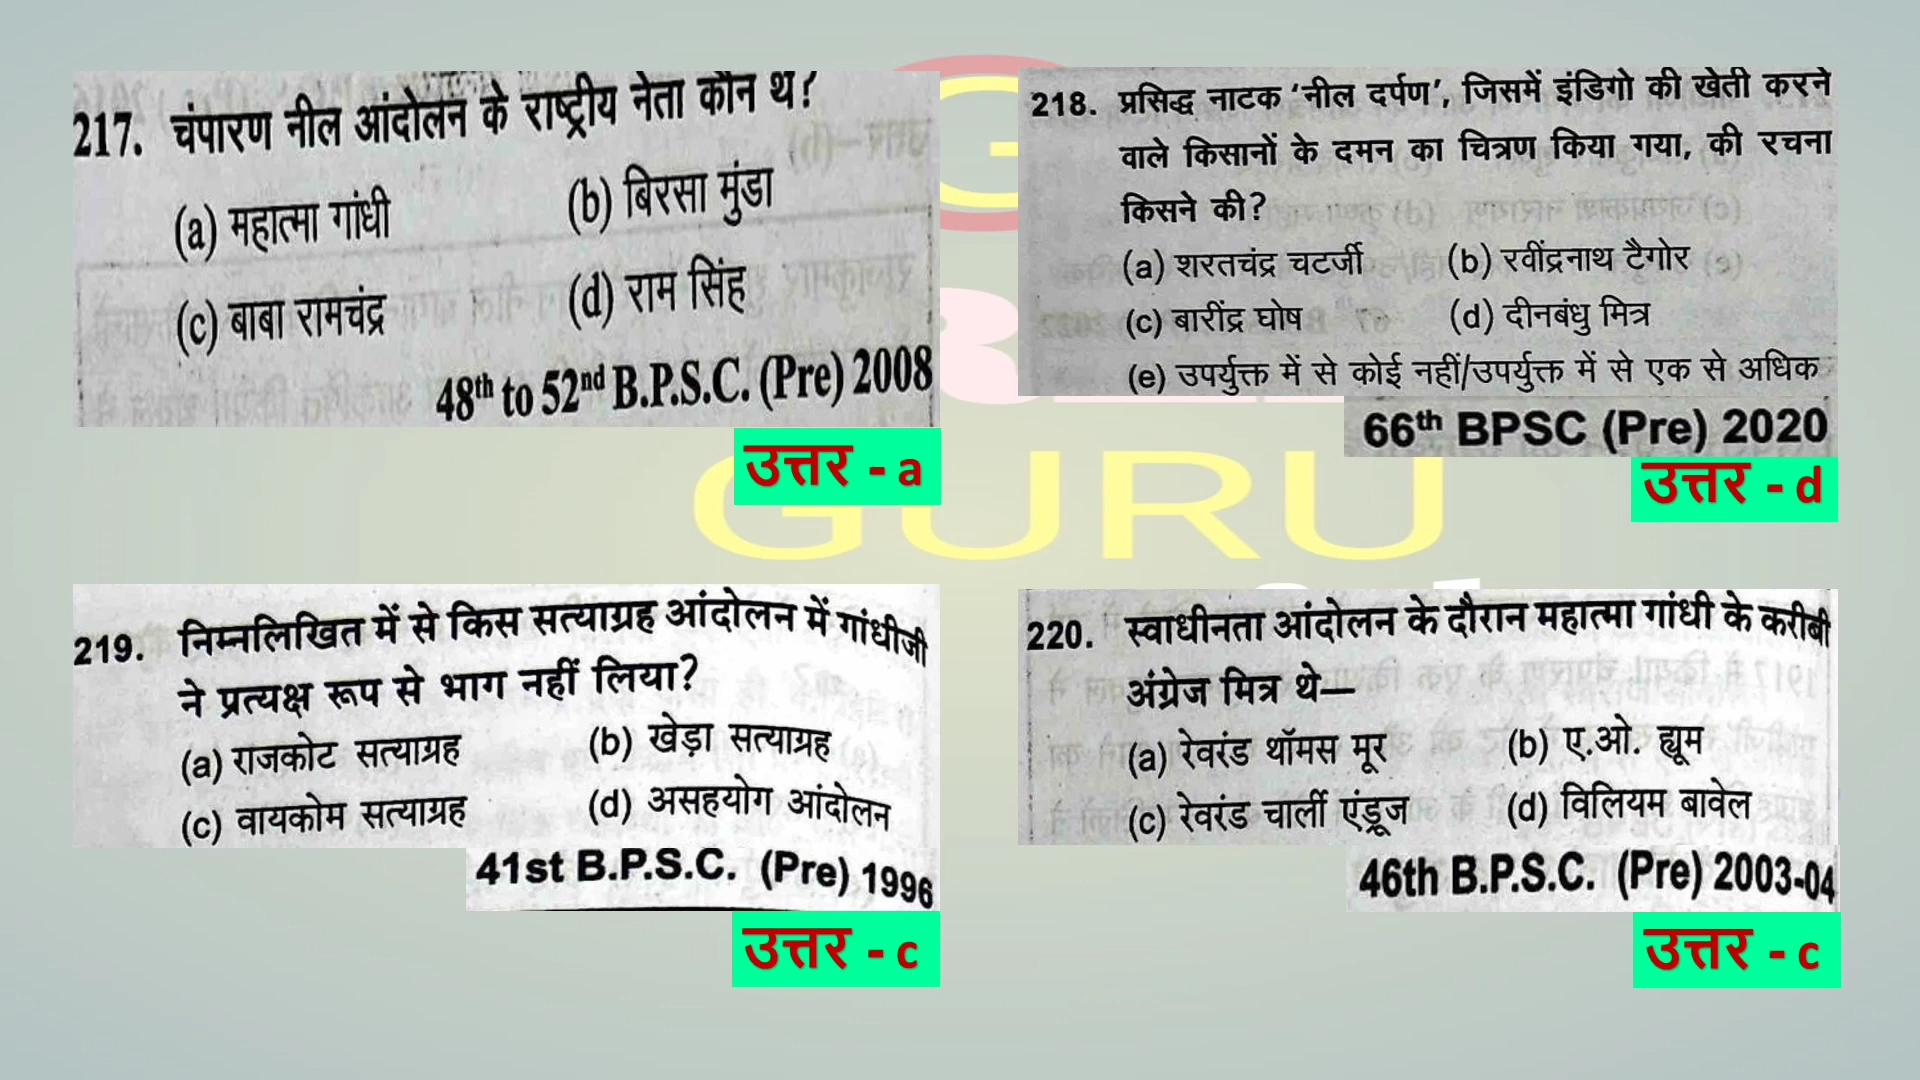 217. चंपारण नील आंदोलन के राष्ट्रीय नेता कौन थे?
(a) महात्मा गांधी (b) बिरसा मुंडा
(c) बाबा रामचंद्र (d) राम सिंह
48th to 52nd B.P.S.C. (Pre) 2008
उत्तर - a
218. प्रसिद्ध नाटक ‘नील दर्पण’, जिसमें इंडिगो की खेती करने
वाले किसानों के दमन का चित्रण किया गया, की रचना
किसने की?
(a) शरतचंद्र चटर्जी (b) रवींद्रनाथ टैगोर
(c) बारींद्र घोष (d) दीनबंधु मित्र
(e) उपर्युक्त में से कोई नहीं/उपर्युक्त में से एक से अधिक
66th BPSC (Pre) 2020
उत्तर - d
GURU
219. निम्नलिखित में से किस सत्याग्रह आंदोलन में गांधीजी
ने प्रत्यक्ष रूप से भाग नहीं लिया?
(a) राजकोट सत्याग्रह (b) खेड़ा सत्याग्रह
(c) वायकोम सत्याग्रह (d) असहयोग आंदोलन
41st B.P.S.C. (Pre) 1996
उत्तर - c
220. स्वाधीनता आंदोलन के दौरान महात्मा गांधी के करीबी
अंग्रेज मित्र थे—
(a) रेवरंड थॉमस मूर (b) ए.ओ. ह्यूम
(c) रेवरंड चार्ली एंड्रूज (d) विलियम बावेल
46th B.P.S.C. (Pre) 2003-04
उत्तर - c